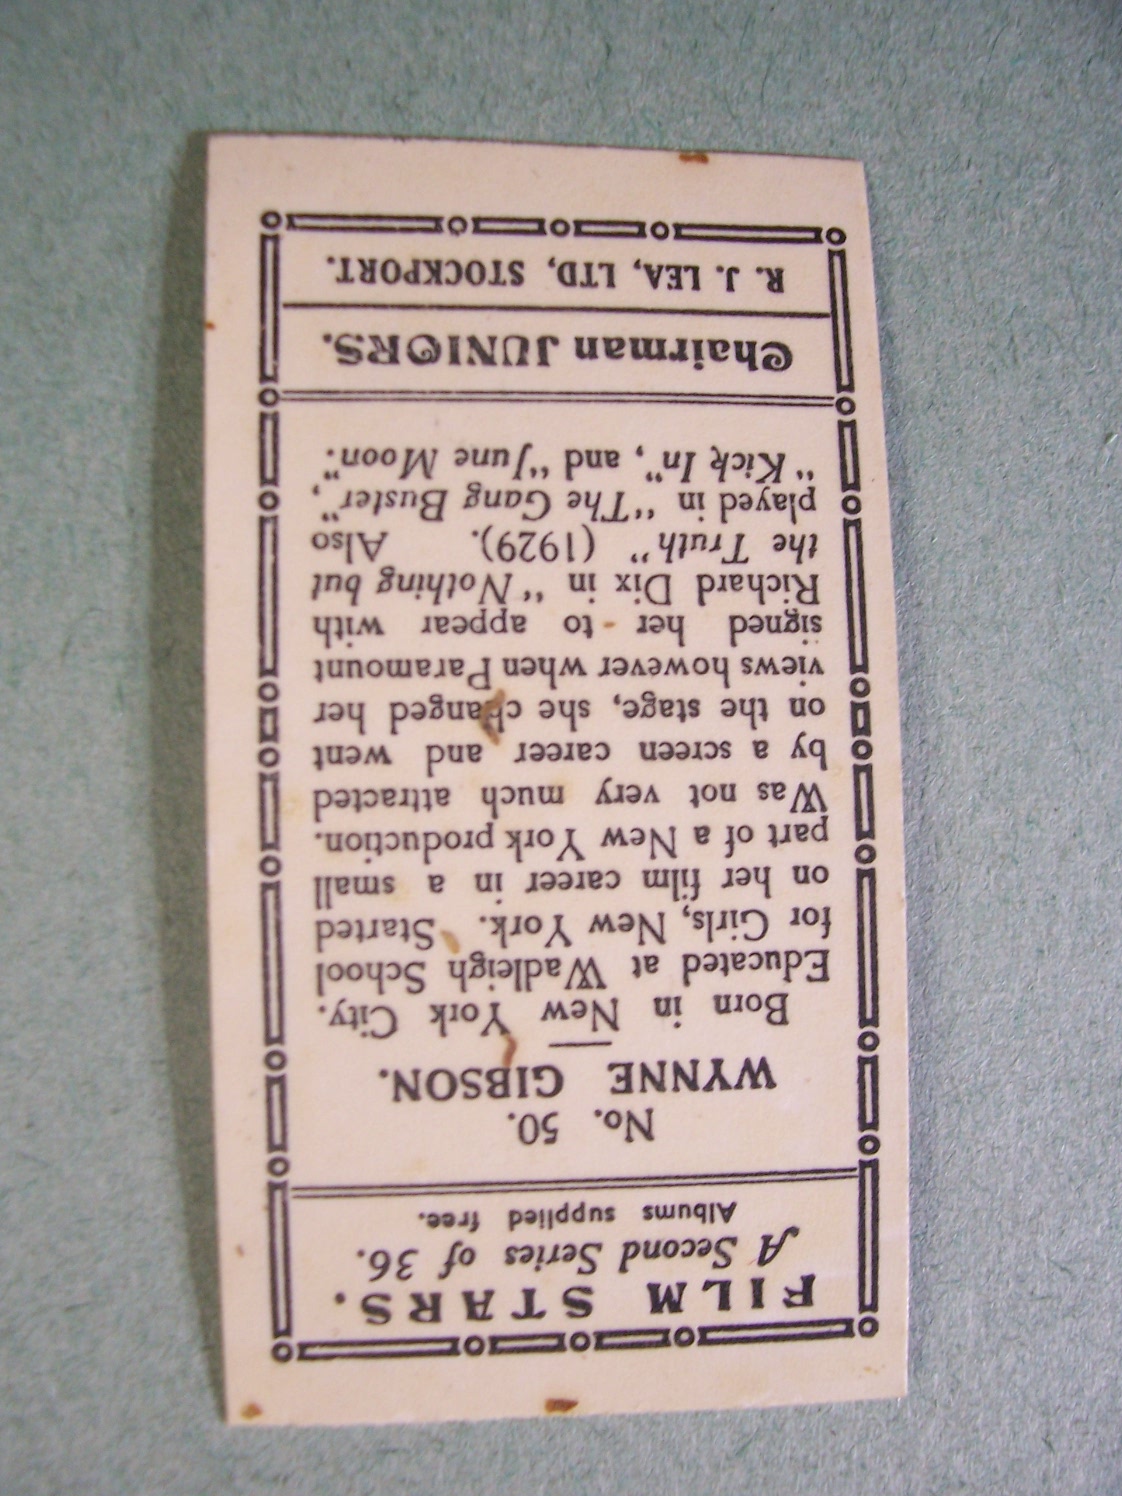 FILM STARS.
A Second Series of 36.
Albums supplied free.
No. 50.
WYNNE GIBSON.
Born in New York City.
Educated at Wadleigh School
for Girls, New York. Started
on her film career in a small
part of a New York production.
Was not very much attracted
by a screen career and went
on the stage, she changed her
views however when Paramount
signed her to appear with
Richard Dix in "Nothing but
the Truth" (1929). Also
played in "The Gang Buster",
"Kick In", and "June Moon".
Chairman JUNIORS.
R. J. LEA, LTD, STOCKPORT.